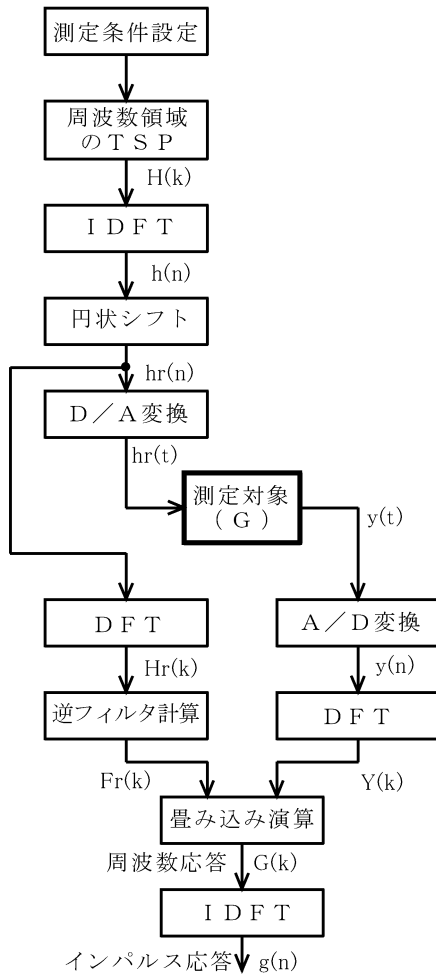 測定条件設定
周波数領域
のＴＳＰ
H(k)
ＩＤＦＴ
h(n)
円状シフト
hr(n)
Ｄ／Ａ変換
hr(t)
測定対象
（Ｇ）
y(t)
ＤＦＴ
Ａ／Ｄ変換
Hr(k)
y(n)
逆フィルタ計算
ＤＦＴ
Fr(k)
Y(k)
畳み込み演算
周波数応答 G(k)
ＩＤＦＴ
インパルス応答 g(n)